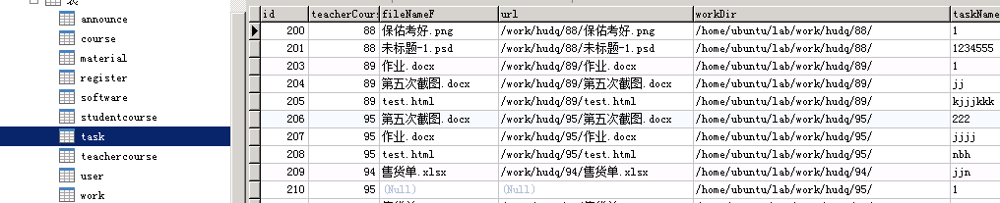 announce
course
material
register
software
studentcourse
task
teachercourse
user
work
id teacherCours fileNameF url workDir taskName
200 88 保佑考好.png /work/hudq/88/保佑考好.png /home/ubuntu/lab/work/hudq/88/ 1
201 88 未标题-1.psd /work/hudq/88/未标题-1.psd /home/ubuntu/lab/work/hudq/88/ 1234555
203 89 作业.docx /work/hudq/89/作业.docx /home/ubuntu/lab/work/hudq/89/ 1
204 89 第五次截图.docx /work/hudq/89/第五次截图.docx /home/ubuntu/lab/work/hudq/89/ jj
205 89 test.html /work/hudq/89/test.html /home/ubuntu/lab/work/hudq/89/ kjjjkkk
206 95 第五次截图.docx /work/hudq/95/第五次截图.docx /home/ubuntu/lab/work/hudq/95/ 222
207 95 作业.docx /work/hudq/95/作业.docx /home/ubuntu/lab/work/hudq/95/ jjjj
208 95 test.html /work/hudq/95/test.html /home/ubuntu/lab/work/hudq/95/ nbh
209 94 售货单.xlsx /work/hudq/94/售货单.xlsx /home/ubuntu/lab/work/hudq/94/ jjn
210 95 (Null) (Null) /home/ubuntu/lab/work/hudq/95/ 1